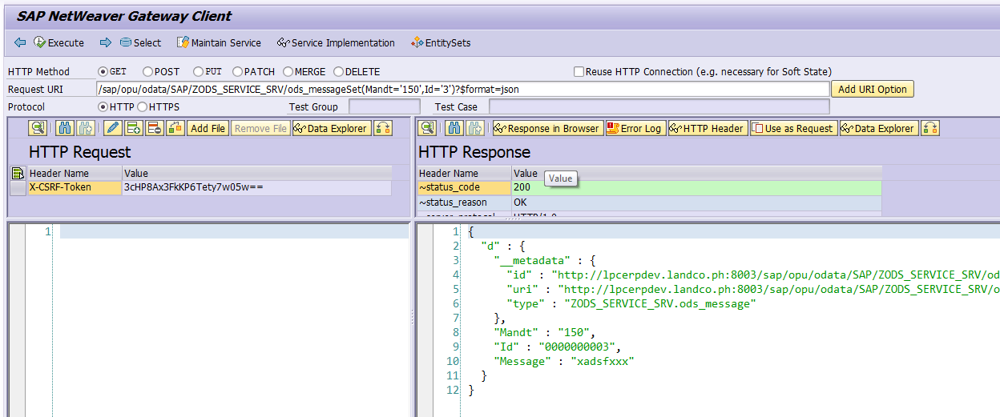 SAP NetWeaver Gateway Client
Execute Select Maintain Service Service Implementation EntitySets
HTTP Method GET POST PUT PATCH MERGE DELETE Reuse HTTP Connection (e.g. necessary for Soft State)
Request URI /sap/opu/odata/SAP/ZODS_SERVICE_SRV/ods_messageSet(Mandt='150',Id='3')?$format=json Add URI Option
Protocol HTTP HTTPS Test Group Test Case
Add File Remove File Data Explorer
HTTP Request
Header Name Value
X-CSRF-Token 3cHP8Ax3FkKP6Tety7w05w==
1
Response in Browser Error Log HTTP Header Use as Request Data Explorer
HTTP Response
Header Name Value
Value
~status_code 200
~status_reason OK
~server_protocol HTTP/1.0
1 {
2 "d" : {
3 "__metadata" : {
4 "id" : "http://lpcerpdev.landco.ph:8003/sap/opu/odata/SAP/ZODS_SERVICE_SRV/od
5 "uri" : "http://lpcerpdev.landco.ph:8003/sap/opu/odata/SAP/ZODS_SERVICE_SRV/o
6 "type" : "ZODS_SERVICE_SRV.ods_message"
7 },
8 "Mandt" : "150",
9 "Id" : "0000000003",
10 "Message" : "xadsfxxx"
11 }
12 }